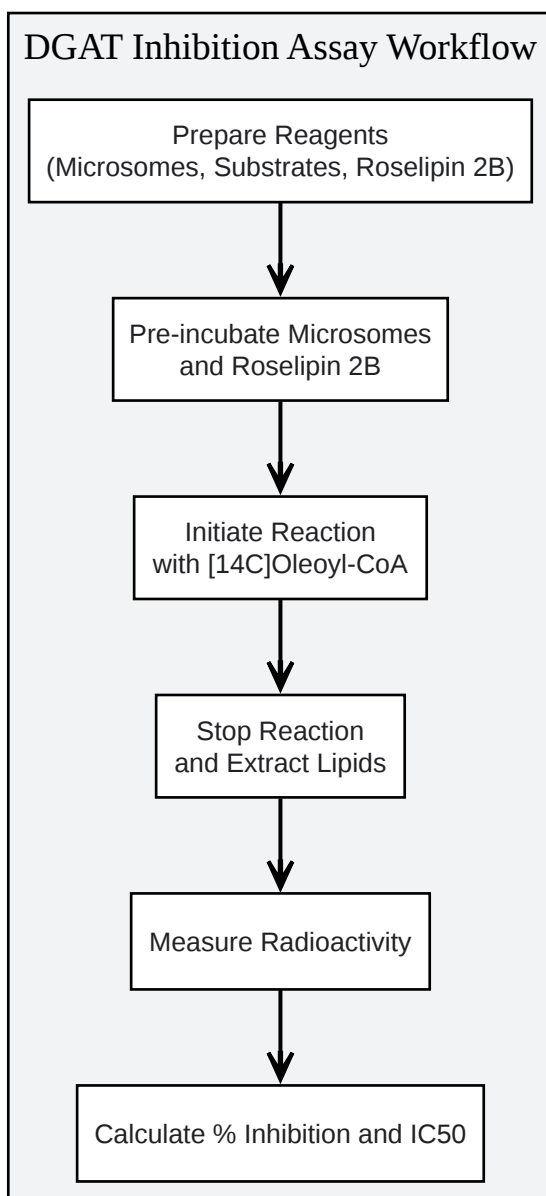 DGAT Inhibition Assay Workflow
Prepare Reagents
(Microsomes, Substrates, Roselipin 2B)
Pre-incubate Microsomes
and Roselipin 2B
Initiate Reaction
with [14C]Oleoyl-CoA
Stop Reaction
and Extract Lipids
Measure Radioactivity
Calculate % Inhibition and IC50